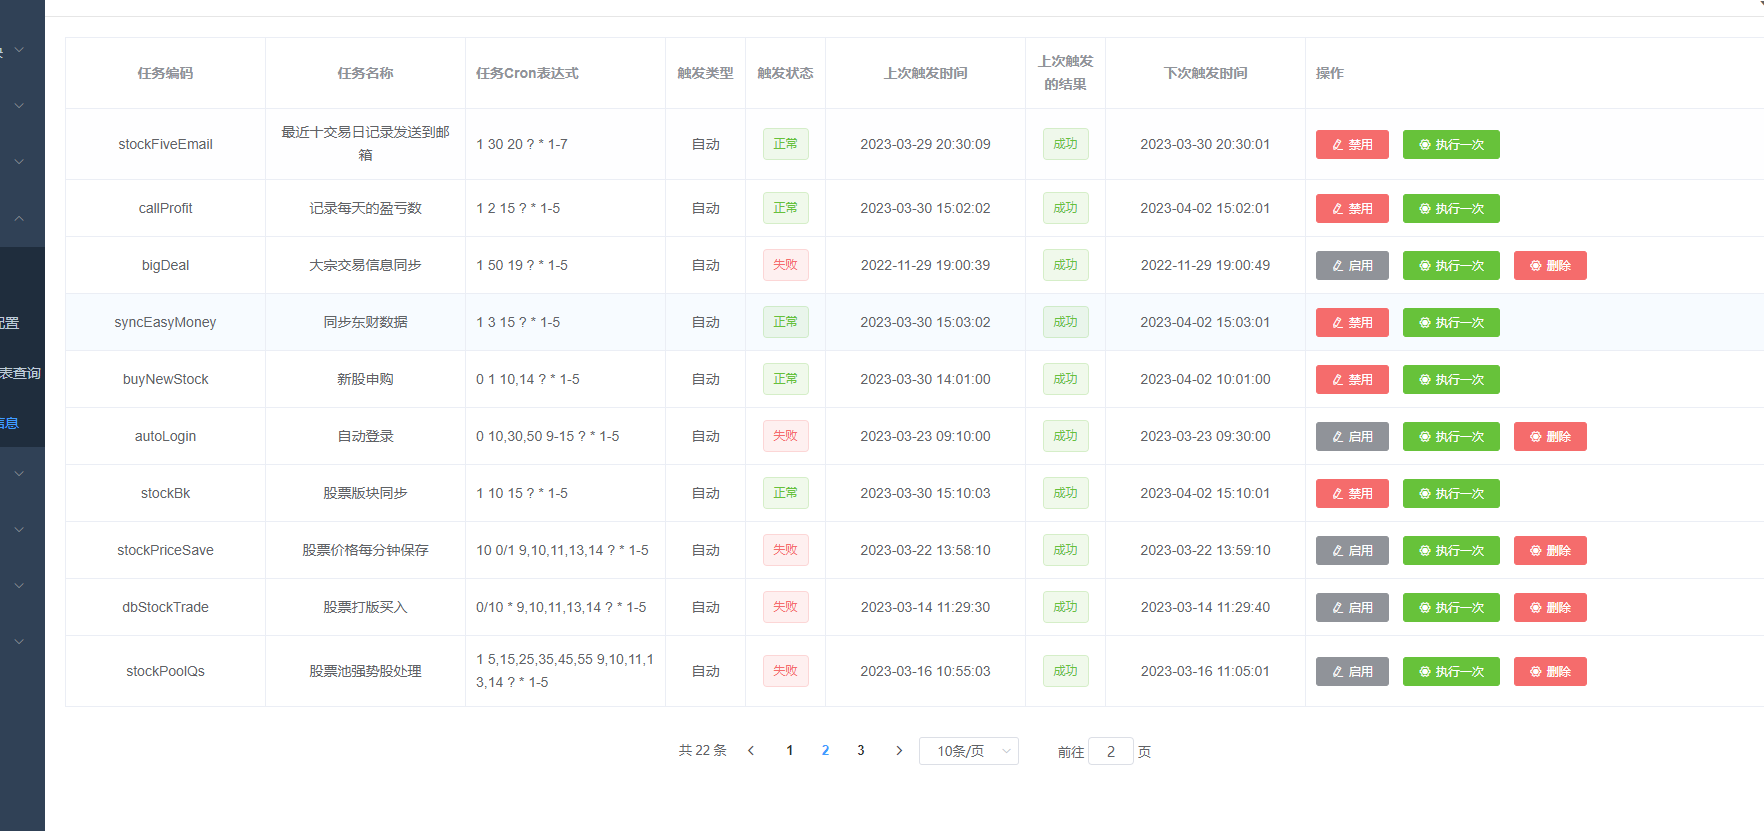 配置
表查询
信息
任务编码 任务名称 任务Cron表达式 触发类型 触发状态 上次触发时间 上次触发的结果 下次触发时间 操作
stockFiveEmail 最近十交易日记录发送到邮箱 1 30 20 ? * 1-7 自动 正常 2023-03-29 20:30:09 成功 2023-03-30 20:30:01 禁用 执行一次
callProfit 记录每天的盈亏数 1 2 15 ? * 1-5 自动 正常 2023-03-30 15:02:02 成功 2023-04-02 15:02:01 禁用 执行一次
bigDeal 大宗交易信息同步 1 50 19 ? * 1-5 自动 失败 2022-11-29 19:00:39 成功 2022-11-29 19:00:49 启用 执行一次 删除
syncEasyMoney 同步东财数据 1 3 15 ? * 1-5 自动 正常 2023-03-30 15:03:02 成功 2023-04-02 15:03:01 禁用 执行一次
buyNewStock 新股申购 0 1 10,14 ? * 1-5 自动 正常 2023-03-30 14:01:00 成功 2023-04-02 10:01:00 禁用 执行一次
autoLogin 自动登录 0 10,30,50 9-15 ? * 1-5 自动 失败 2023-03-23 09:10:00 成功 2023-03-23 09:30:00 启用 执行一次 删除
stockBk 股票版块同步 1 10 15 ? * 1-5 自动 正常 2023-03-30 15:10:03 成功 2023-04-02 15:10:01 禁用 执行一次
stockPriceSave 股票价格每分钟保存 10 0/1 9,10,11,13,14 ? * 1-5 自动 失败 2023-03-22 13:58:10 成功 2023-03-22 13:59:10 启用 执行一次 删除
dbStockTrade 股票打版买入 0/10 * 9,10,11,13,14 ? * 1-5 自动 失败 2023-03-14 11:29:30 成功 2023-03-14 11:29:40 启用 执行一次 删除
stockPoolQs 股票池强势股处理 1 5,15,25,35,45,55 9,10,11,13,14 ? * 1-5 自动 失败 2023-03-16 10:55:03 成功 2023-03-16 11:05:01 启用 执行一次 删除
共 22 条 1 2 3 10条/页 前往 2 页